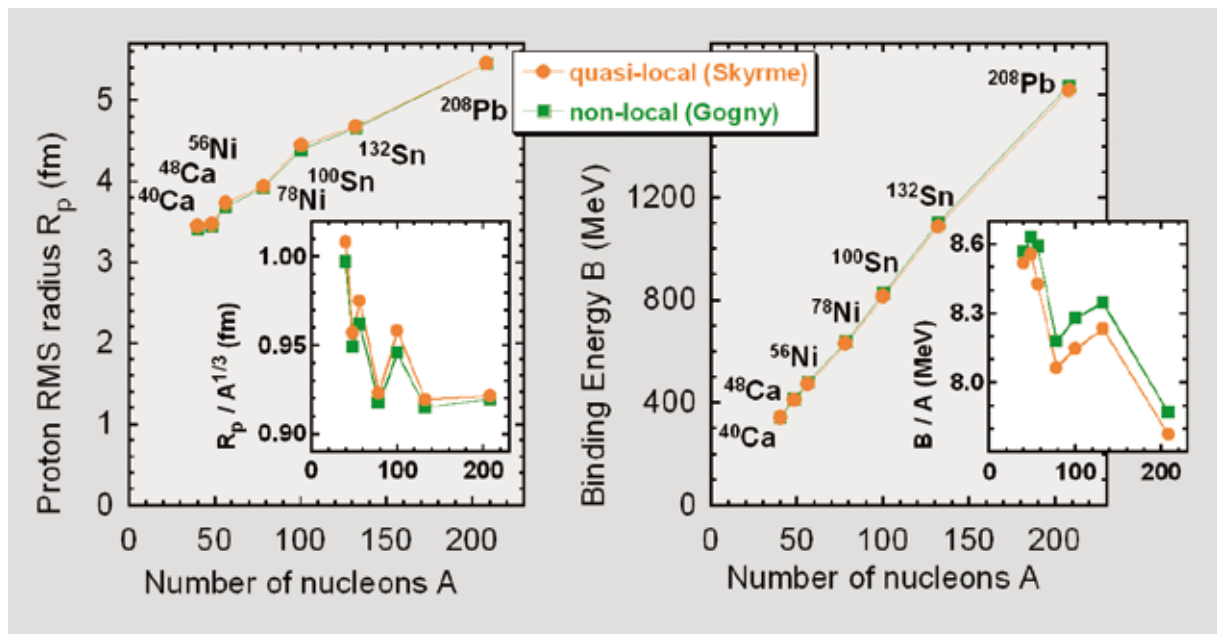 Proton RMS radius Rₚ (fm)
5
4
3
2
1
0
0
50
100
150
200
Number of nucleons A
⁴⁰Ca
⁴⁸Ca
⁵⁶Ni
⁷⁸Ni
¹⁰⁰Sn
¹³²Sn
²⁰⁸Pb
Rₚ / A¹/³ (fm)
1.00
0.95
0.90
0
100
200
quasi-local (Skyrme)
non-local (Gogny)
Binding Energy B (MeV)
1200
800
400
0
0
50
100
150
200
Number of nucleons A
⁴⁰Ca
⁴⁸Ca
⁵⁶Ni
⁷⁸Ni
¹⁰⁰Sn
¹³²Sn
²⁰⁸Pb
B / A (MeV)
8.6
8.3
8.0
0
100
200